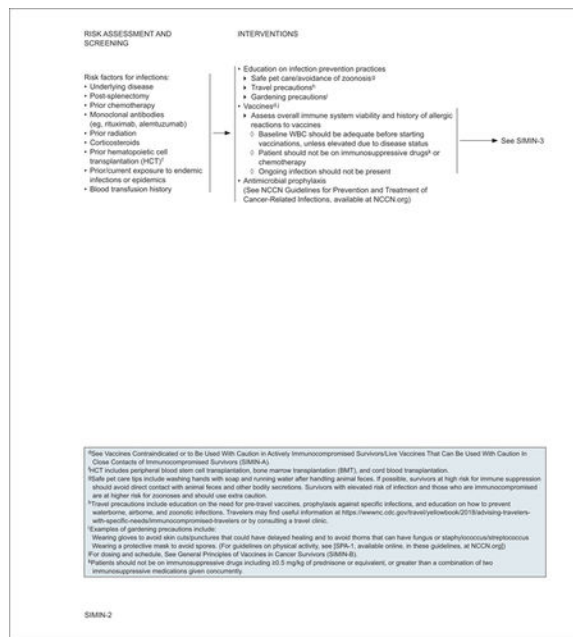 RISK ASSESSMENT AND
SCREENING
INTERVENTIONS
Risk factors for infections:
• Underlying disease
• Post-splenectomy
• Prior chemotherapy
• Monoclonal antibodies
(eg, rituximab, alemtuzumab)
• Prior radiation
• Corticosteroids
• Prior hematopoietic cell
transplantation (HCT)f
• Prior/current exposure to endemic
infections or epidemics
• Blood transfusion history
• Education on infection prevention practices
▸ Safe pet care/avoidance of zoonosisg
▸ Travel precautionsh
▸ Gardening precautionsi
• Vaccinesd,j
▸ Assess overall immune system viability and history of allergic
reactions to vaccines
◊ Baseline WBC should be adequate before starting
vaccinations, unless elevated due to disease status
◊ Patient should not be on immunosuppressive drugsk or
chemotherapy
◊ Ongoing infection should not be present
• Antimicrobial prophylaxis
(See NCCN Guidelines for Prevention and Treatment of
Cancer-Related Infections, available at NCCN.org)
See SIMIN-3
dSee Vaccines Contraindicated or to Be Used With Caution in Actively Immunocompromised Survivors/Live Vaccines That Can Be Used With Caution In
Close Contacts of Immunocompromised Survivors (SIMIN-A).
fHCT includes peripheral blood stem cell transplantation, bone marrow transplantation (BMT), and cord blood transplantation.
gSafe pet care tips include washing hands with soap and running water after handling animal feces. If possible, survivors at high risk for immune suppression
should avoid direct contact with animal feces and other bodily secretions. Survivors with elevated risk of infection and those who are immunocompromised
are at higher risk for zoonoses and should use extra caution.
hTravel precautions include education on the need for pre-travel vaccines, prophylaxis against specific infections, and education on how to prevent
waterborne, airborne, and zoonotic infections. Travelers may find useful information at https://wwwnc.cdc.gov/travel/yellowbook/2018/advising-travelers-
with-specific-needs/immunocompromised-travelers or by consulting a travel clinic.
iExamples of gardening precautions include:
Wearing gloves to avoid skin cuts/punctures that could have delayed healing and to avoid thorns that can have fungus or staphylococcus/streptococcus
Wearing a protective mask to avoid spores. (For guidelines on physical activity, see [SPA-1, available online, in these guidelines, at NCCN.org])
jFor dosing and schedule, See General Principles of Vaccines in Cancer Survivors (SIMIN-B).
kPatients should not be on immunosuppressive drugs including ≥0.5 mg/kg of prednisone or equivalent, or greater than a combination of two
immunosuppressive medications given concurrently.
SIMIN-2